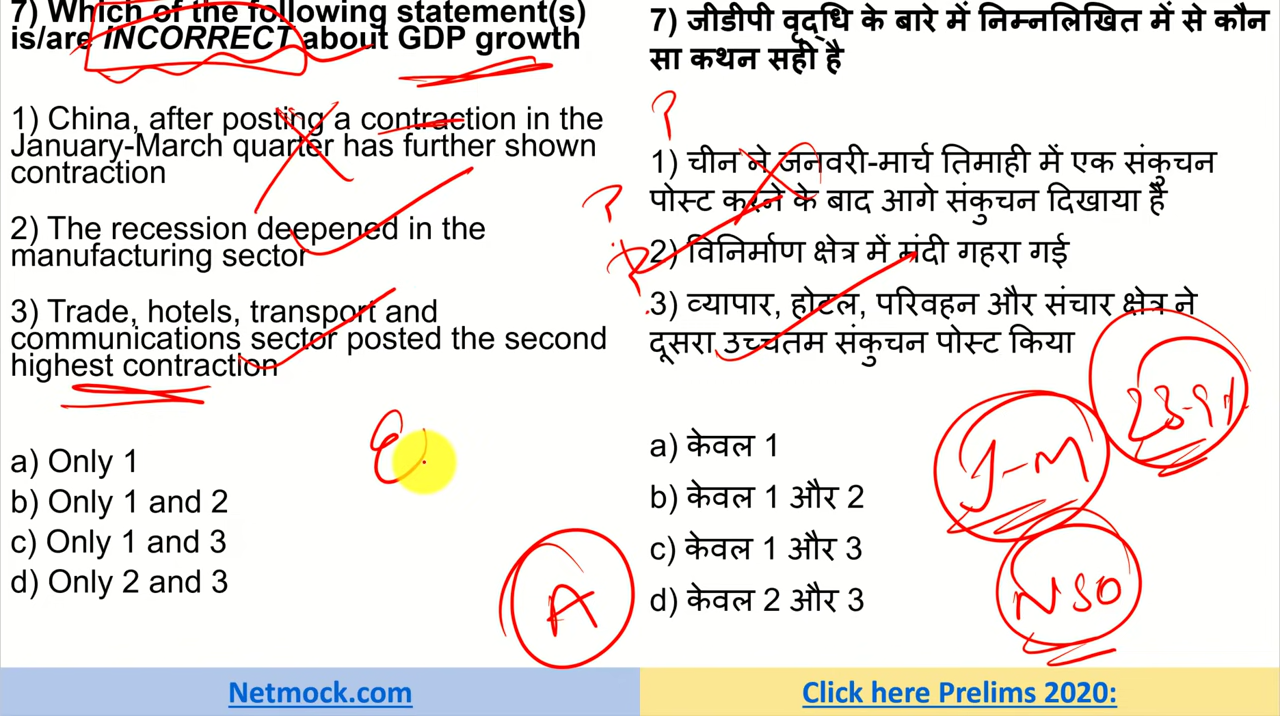 7) Which of the following statement(s)
is/are INCORRECT about GDP growth
1) China, after posting a contraction in the
January-March quarter has further shown
contraction
2) The recession deepened in the
manufacturing sector
3) Trade, hotels, transport and
communications sector posted the second
highest contraction
a) Only 1
b) Only 1 and 2
c) Only 1 and 3
d) Only 2 and 3
A
Netmock.com
7) जीडीपी वृद्धि के बारे में निम्नलिखित में से कौन
सा कथन सही है
?
1) चीन ने जनवरी-मार्च तिमाही में एक संकुचन
पोस्ट करने के बाद आगे संकुचन दिखाया है
?
2) विनिर्माण क्षेत्र में मंदी गहरा गई
3) व्यापार, होटल, परिवहन और संचार क्षेत्र ने
दूसरा उच्चतम संकुचन पोस्ट किया
a) केवल 1
b) केवल 1 और 2
c) केवल 1 और 3
d) केवल 2 और 3
23.9%
J-M
NSO
Click here Prelims 2020: